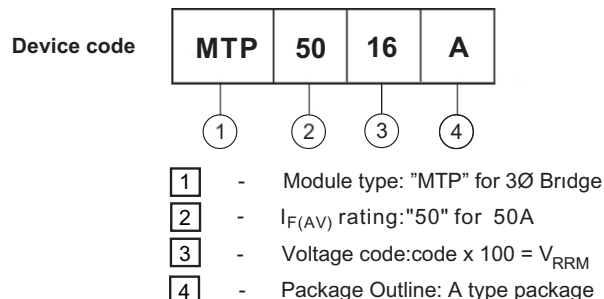 Device code MTP 50 16 A
1 2 3 4
1 - Module type: ”MTP” for 3Ø Bridge
2 - IF(AV) rating:"50" for 50A
3 - Voltage code:code x 100 = VRRM
4 - Package Outline: A type package